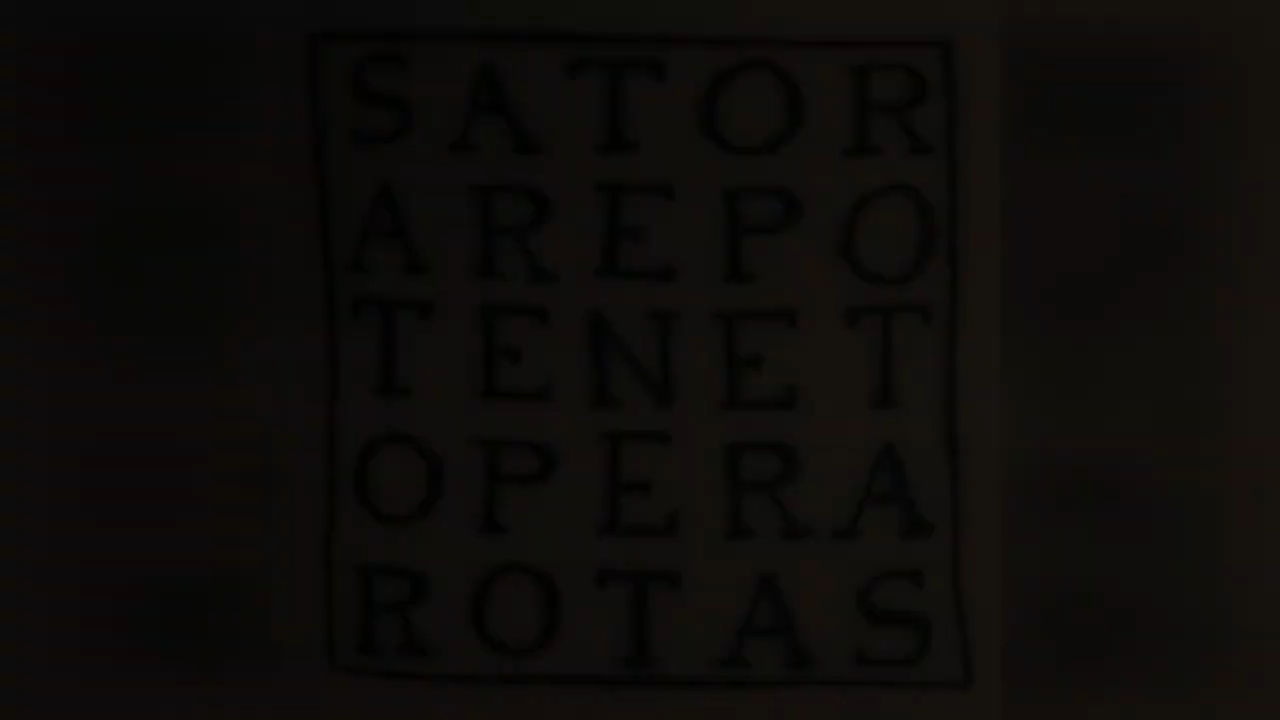 SATOR
AREPO
TENET
OPERA
ROTAS